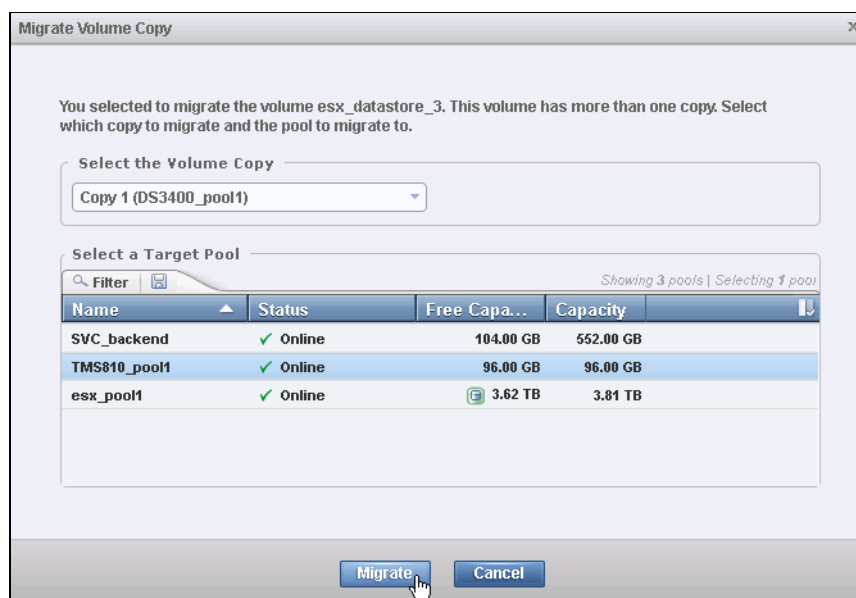 Migrate Volume Copy
You selected to migrate the volume esx_datastore_3. This volume has more than one copy. Select
which copy to migrate and the pool to migrate to.
Select the Volume Copy
Copy 1 (DS3400_pool1)
Select a Target Pool
Filter Showing 3 pools | Selecting 1 pool
Name Status Free Capa... Capacity
SVC_backend Online 104.00 GB 552.00 GB
TMS810_pool1 Online 96.00 GB 96.00 GB
esx_pool1 Online 3.62 TB 3.81 TB
Migrate Cancel